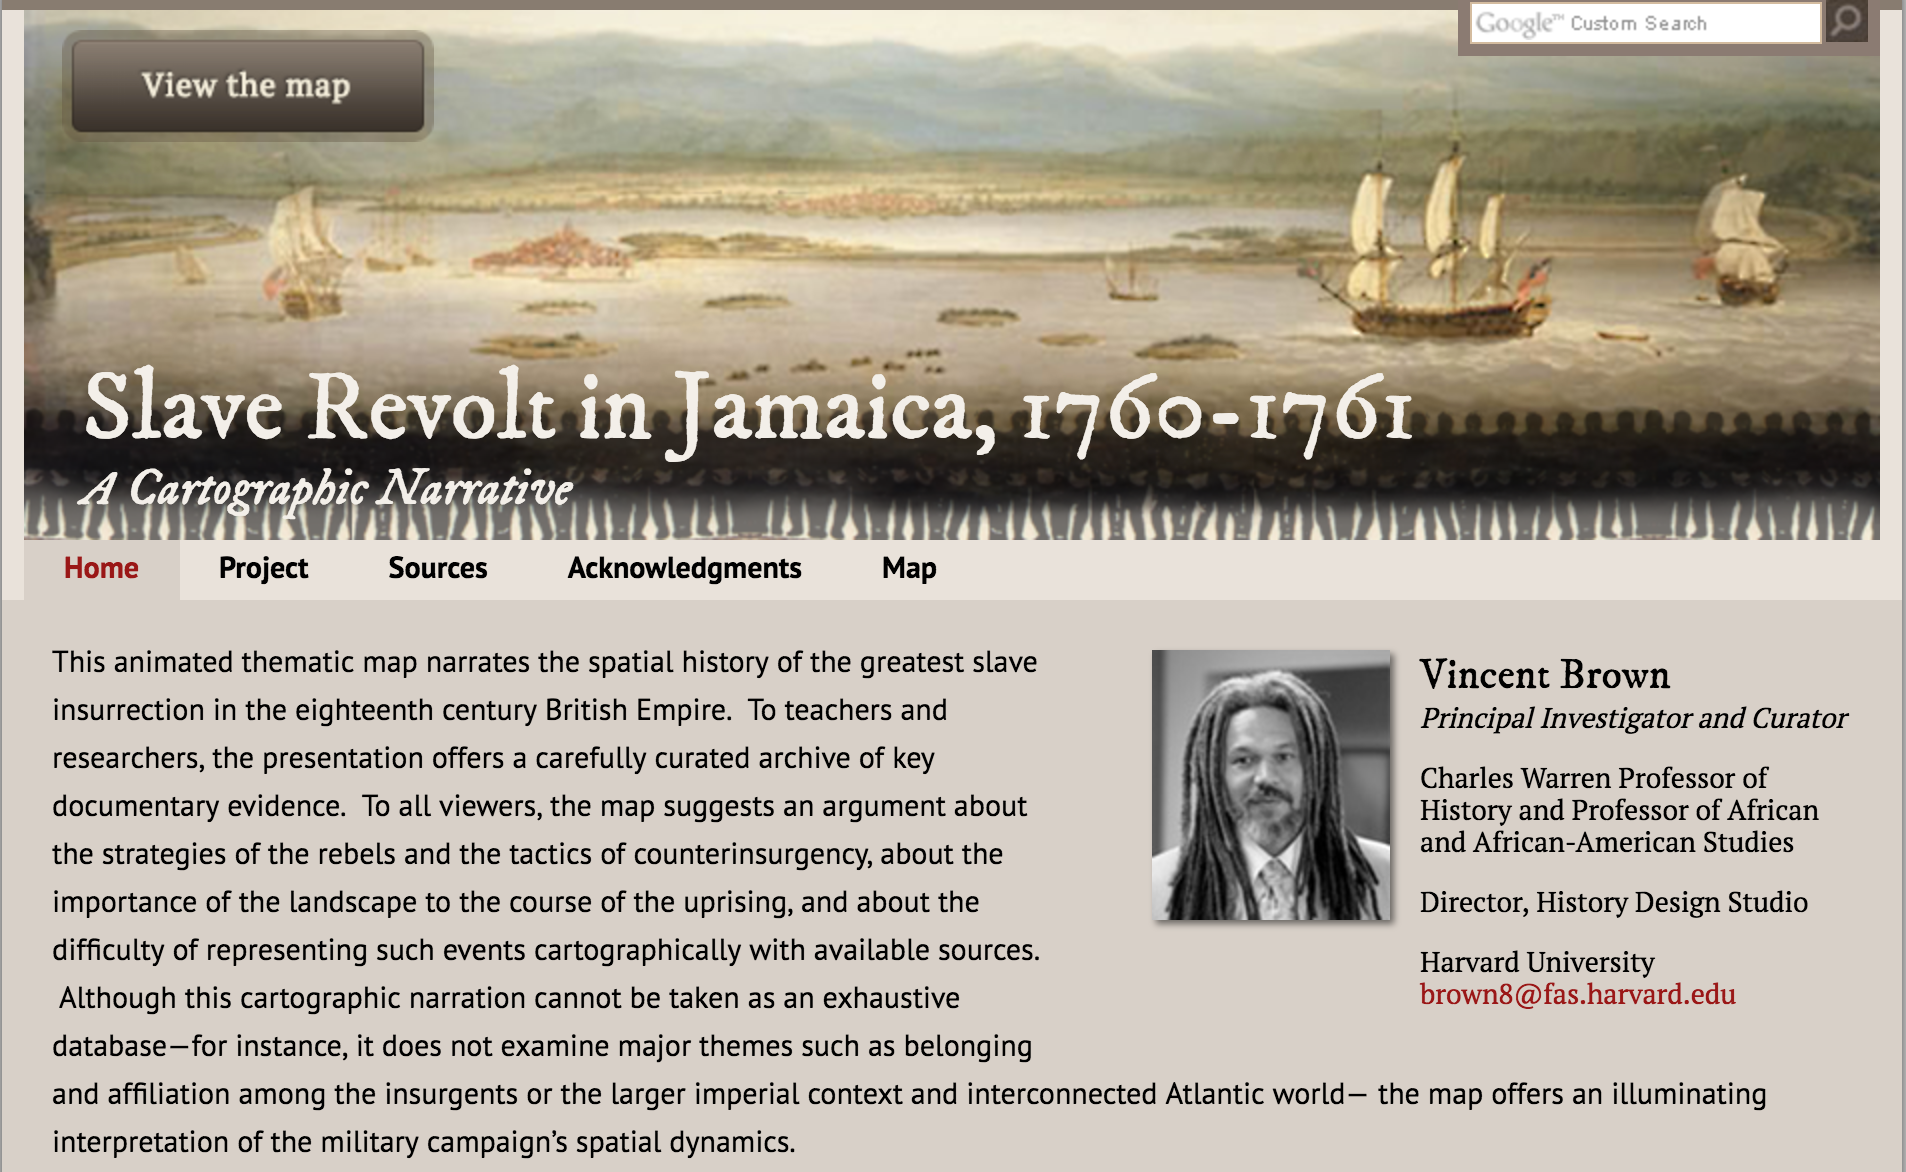 Google™ Custom Search
View the map
Slave Revolt in Jamaica, 1760-1761
A Cartographic Narrative
Home Project Sources Acknowledgments Map
This animated thematic map narrates the spatial history of the greatest slave
insurrection in the eighteenth century British Empire.  To teachers and
researchers, the presentation offers a carefully curated archive of key
documentary evidence.  To all viewers, the map suggests an argument about
the strategies of the rebels and the tactics of counterinsurgency, about the
importance of the landscape to the course of the uprising, and about the
difficulty of representing such events cartographically with available sources.
Although this cartographic narration cannot be taken as an exhaustive
database—for instance, it does not examine major themes such as belonging
and affiliation among the insurgents or the larger imperial context and interconnected Atlantic world— the map offers an illuminating
interpretation of the military campaign’s spatial dynamics.
Vincent Brown
Principal Investigator and Curator
Charles Warren Professor of
History and Professor of African
and African-American Studies
Director, History Design Studio
Harvard University
brown8@fas.harvard.edu